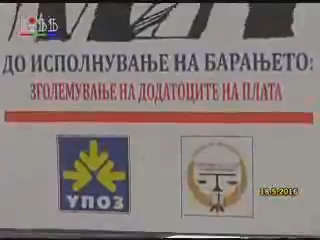 ДО ИСПОЛНУВАЊЕ НА БАРАЊЕТО:
ЗГОЛЕМУВАЊЕ НА ДОДАТОЦИТЕ НА ПЛАТА
УПОЗ
18.5.2016